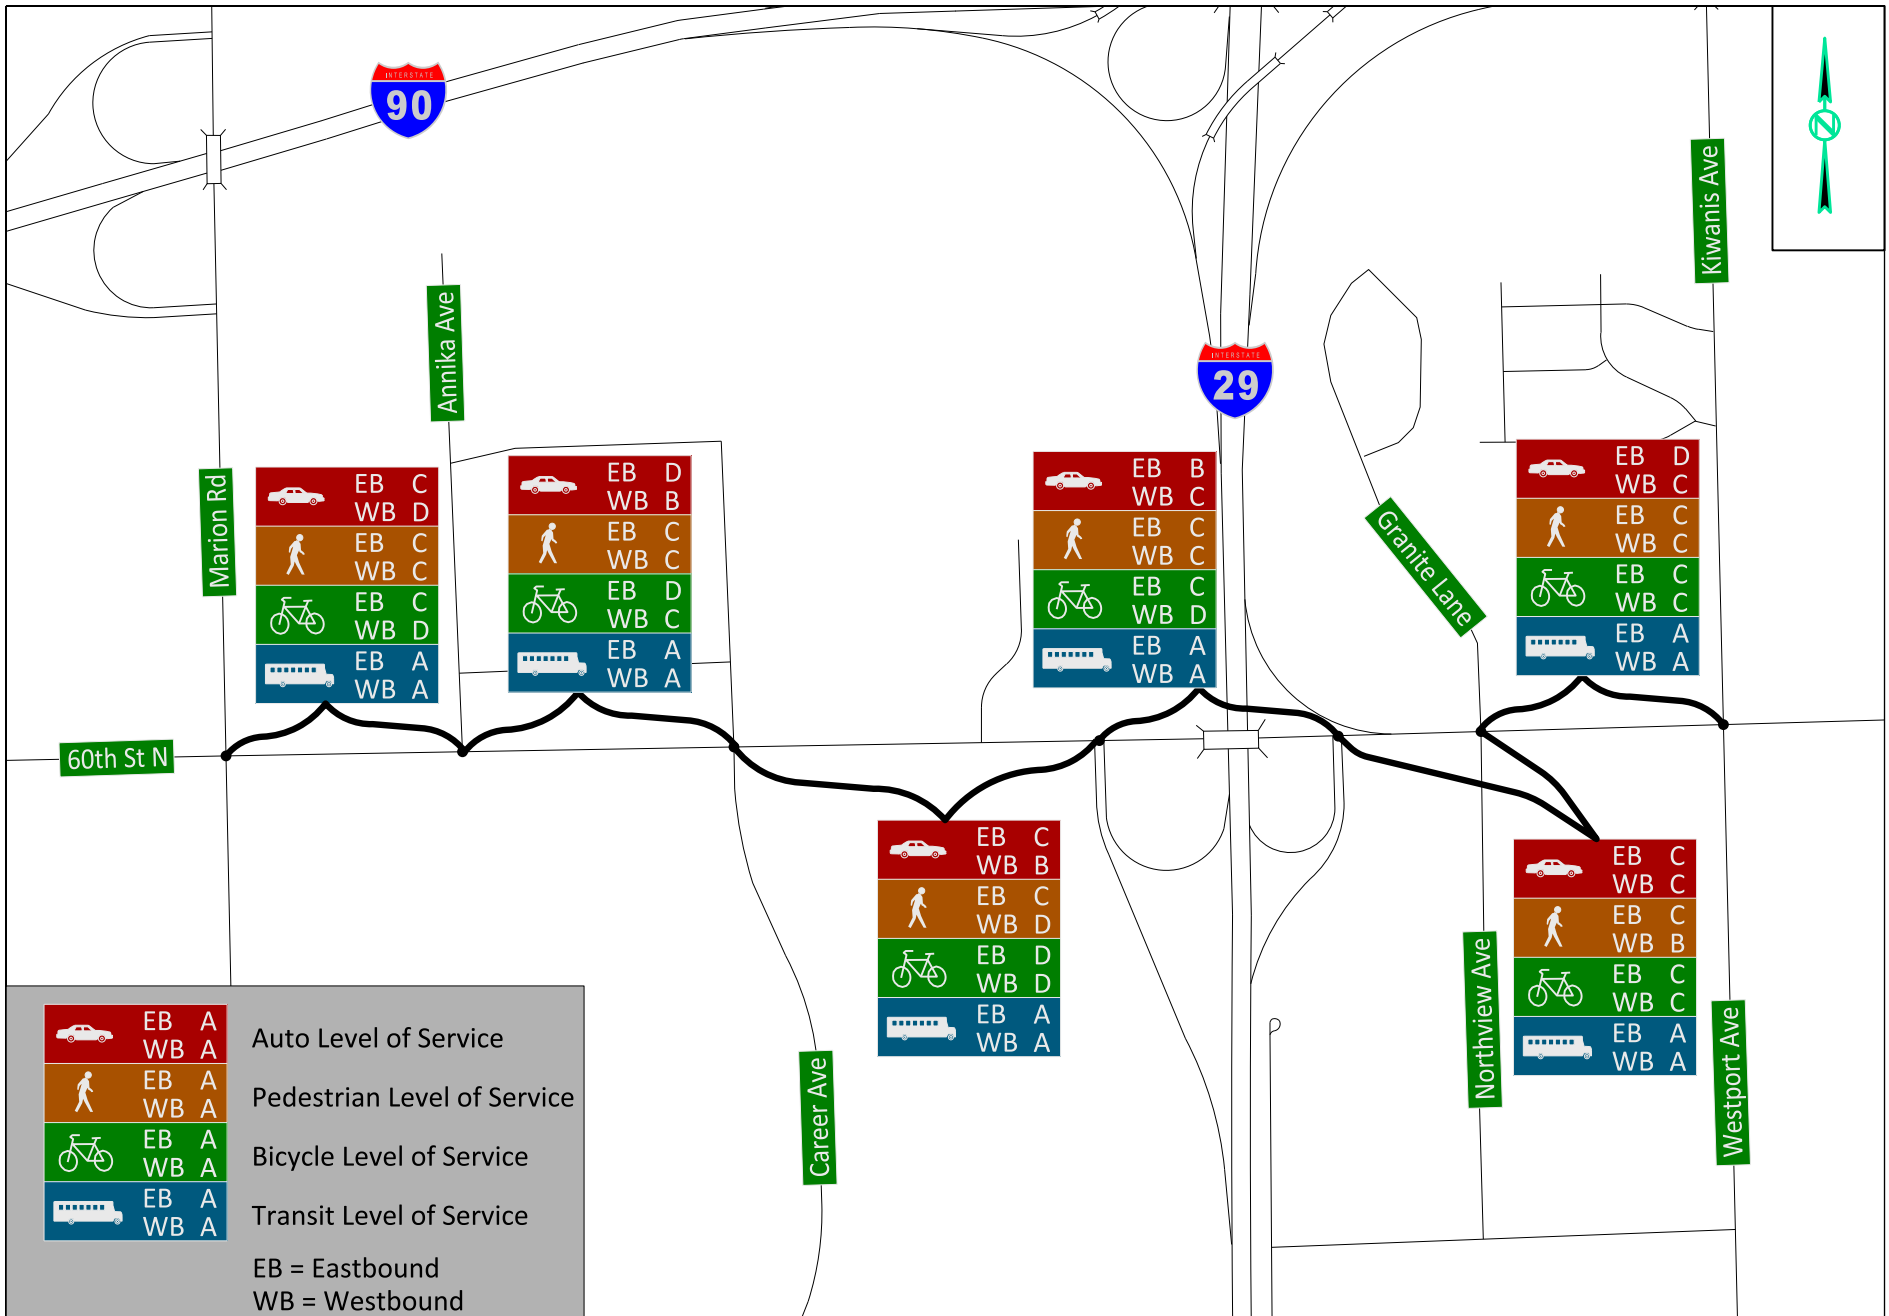 INTERSTATE
90
Kiwanis Ave
Annika Ave
INTERSTATE
29
Marion Rd
EB C
WB D
EB C
WB C
EB C
WB D
EB A
WB A
EB D
WB B
EB C
WB C
EB D
WB C
EB A
WB A
EB B
WB C
EB C
WB C
EB C
WB D
EB A
WB A
Granite Lane
EB D
WB C
EB C
WB C
EB C
WB C
EB A
WB A
60th St N
EB C
WB B
EB C
WB D
EB D
WB D
EB A
WB A
EB C
WB C
EB C
WB B
EB C
WB C
EB A
WB A
Career Ave
Northview Ave
Westport Ave
EB A
WB A
Auto Level of Service
EB A
WB A
Pedestrian Level of Service
EB A
WB A
Bicycle Level of Service
EB A
WB A
Transit Level of Service
EB = Eastbound
WB = Westbound
N